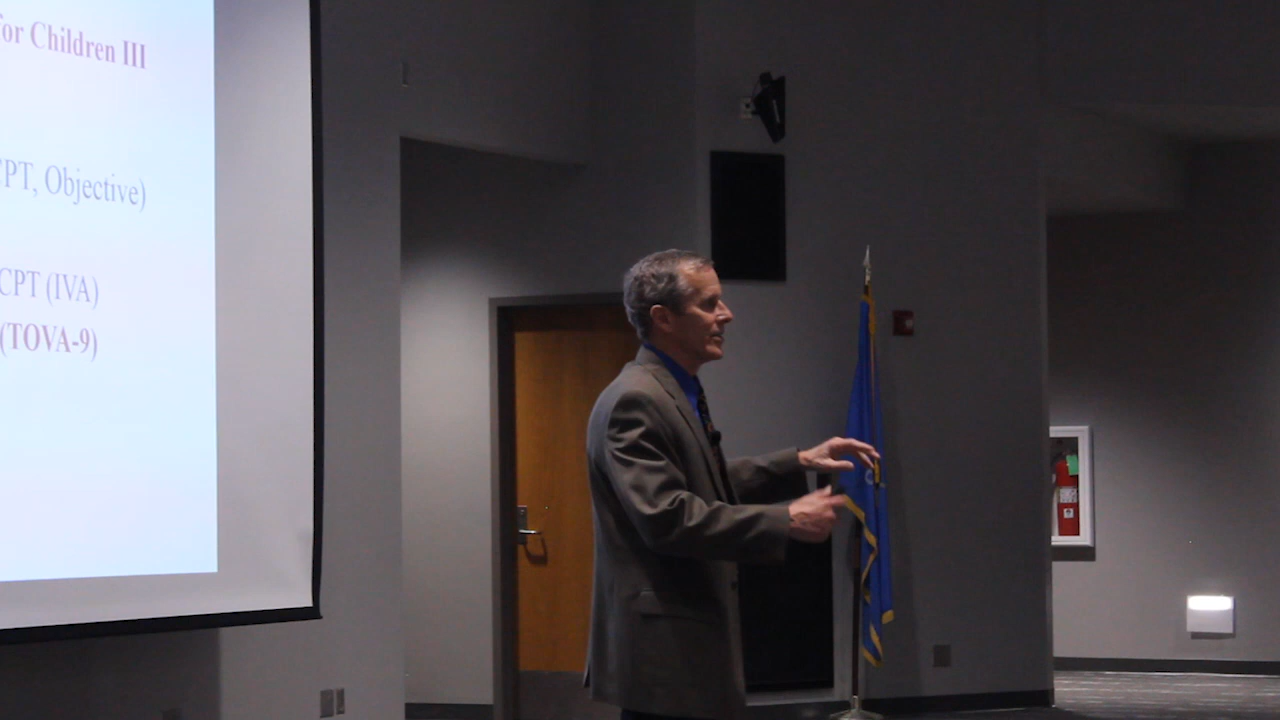 for Children III
CPT, Objective)
CPT (IVA)
(TOVA-9)